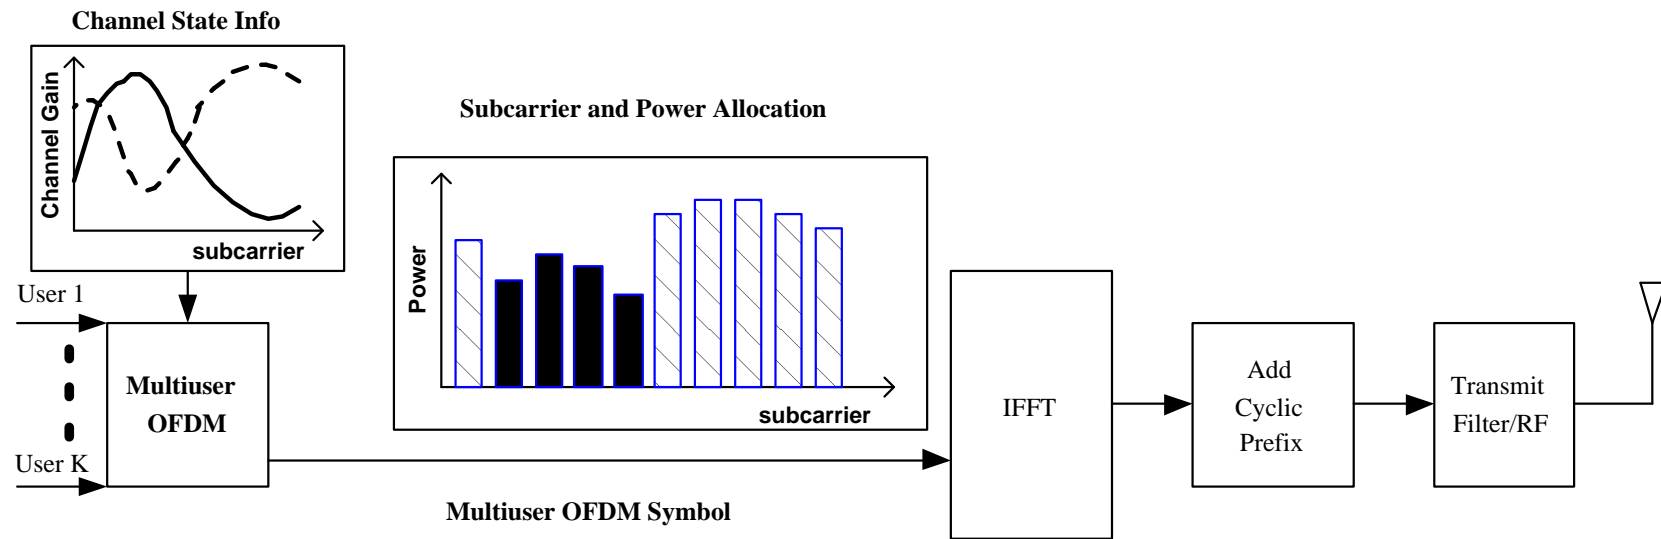 Channel State Info
Channel Gain
subcarrier
Subcarrier and Power Allocation
Power
subcarrier
User 1
User K
Multiuser
OFDM
Multiuser OFDM Symbol
IFFT
Add
Cyclic
Prefix
Transmit
Filter/RF